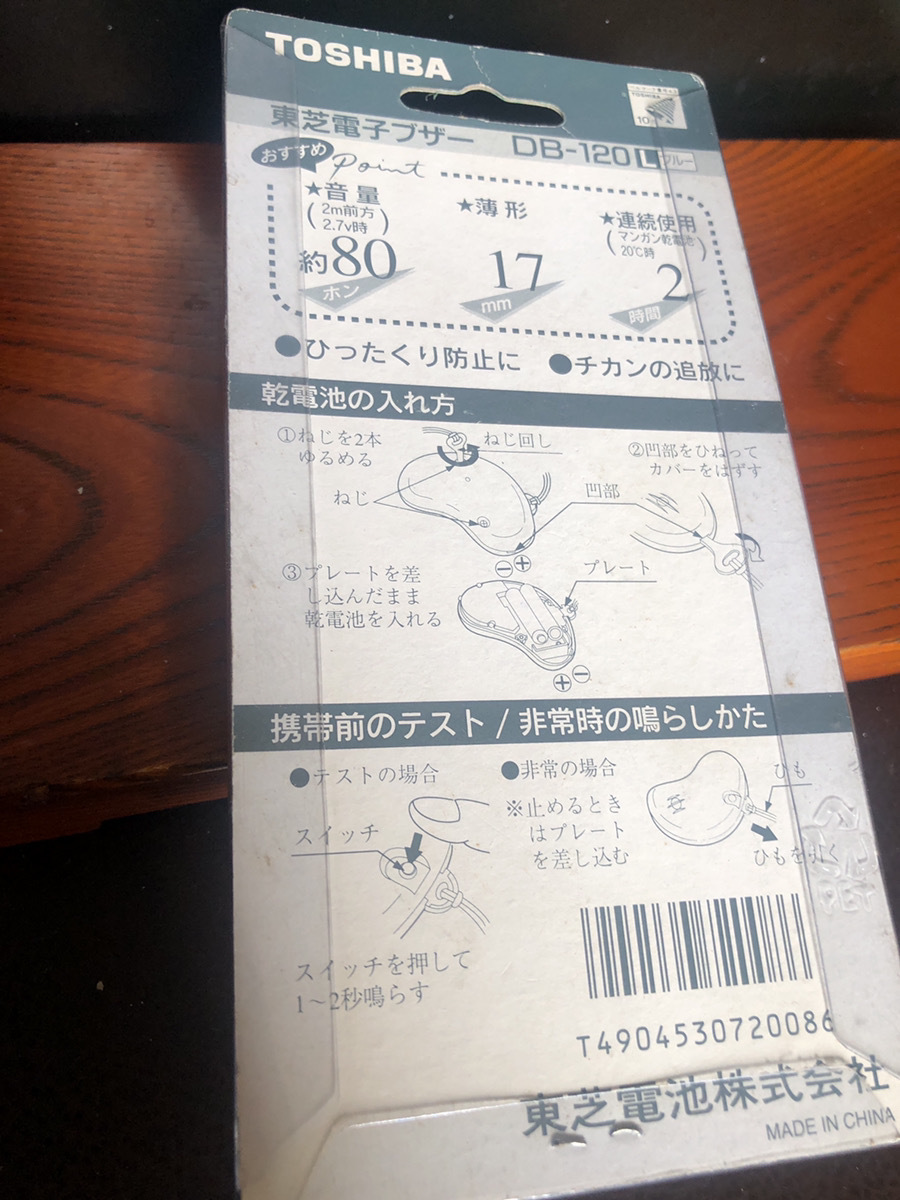 TOSHIBA
TOSHIBA
東芝電子ブザー DB-120 L ブルー
おすすめ Point
★音量
(2m前方
2.7v時)
約80
ホン
★薄形
17
mm
★連続使用
(マンガン乾電池
20℃時)
2
時間
●ひったくり防止に ●チカンの追放に
乾電池の入れ方
①ねじを2本
ゆるめる
ねじ回し
ねじ
②凹部をひねって
カバーをはずす
凹部
③プレートを差
し込んだまま
乾電池を入れる
⊖⊕
プレート
⊕⊖
携帯前のテスト / 非常時の鳴らしかた
●テストの場合
スイッチ
スイッチを押して
1〜2秒鳴らす
●非常の場合
※止めるとき
はプレート
を差し込む
ひも
ひもを引く
PET
T4904530720086
東芝電池株式会社
MADE IN CHINA